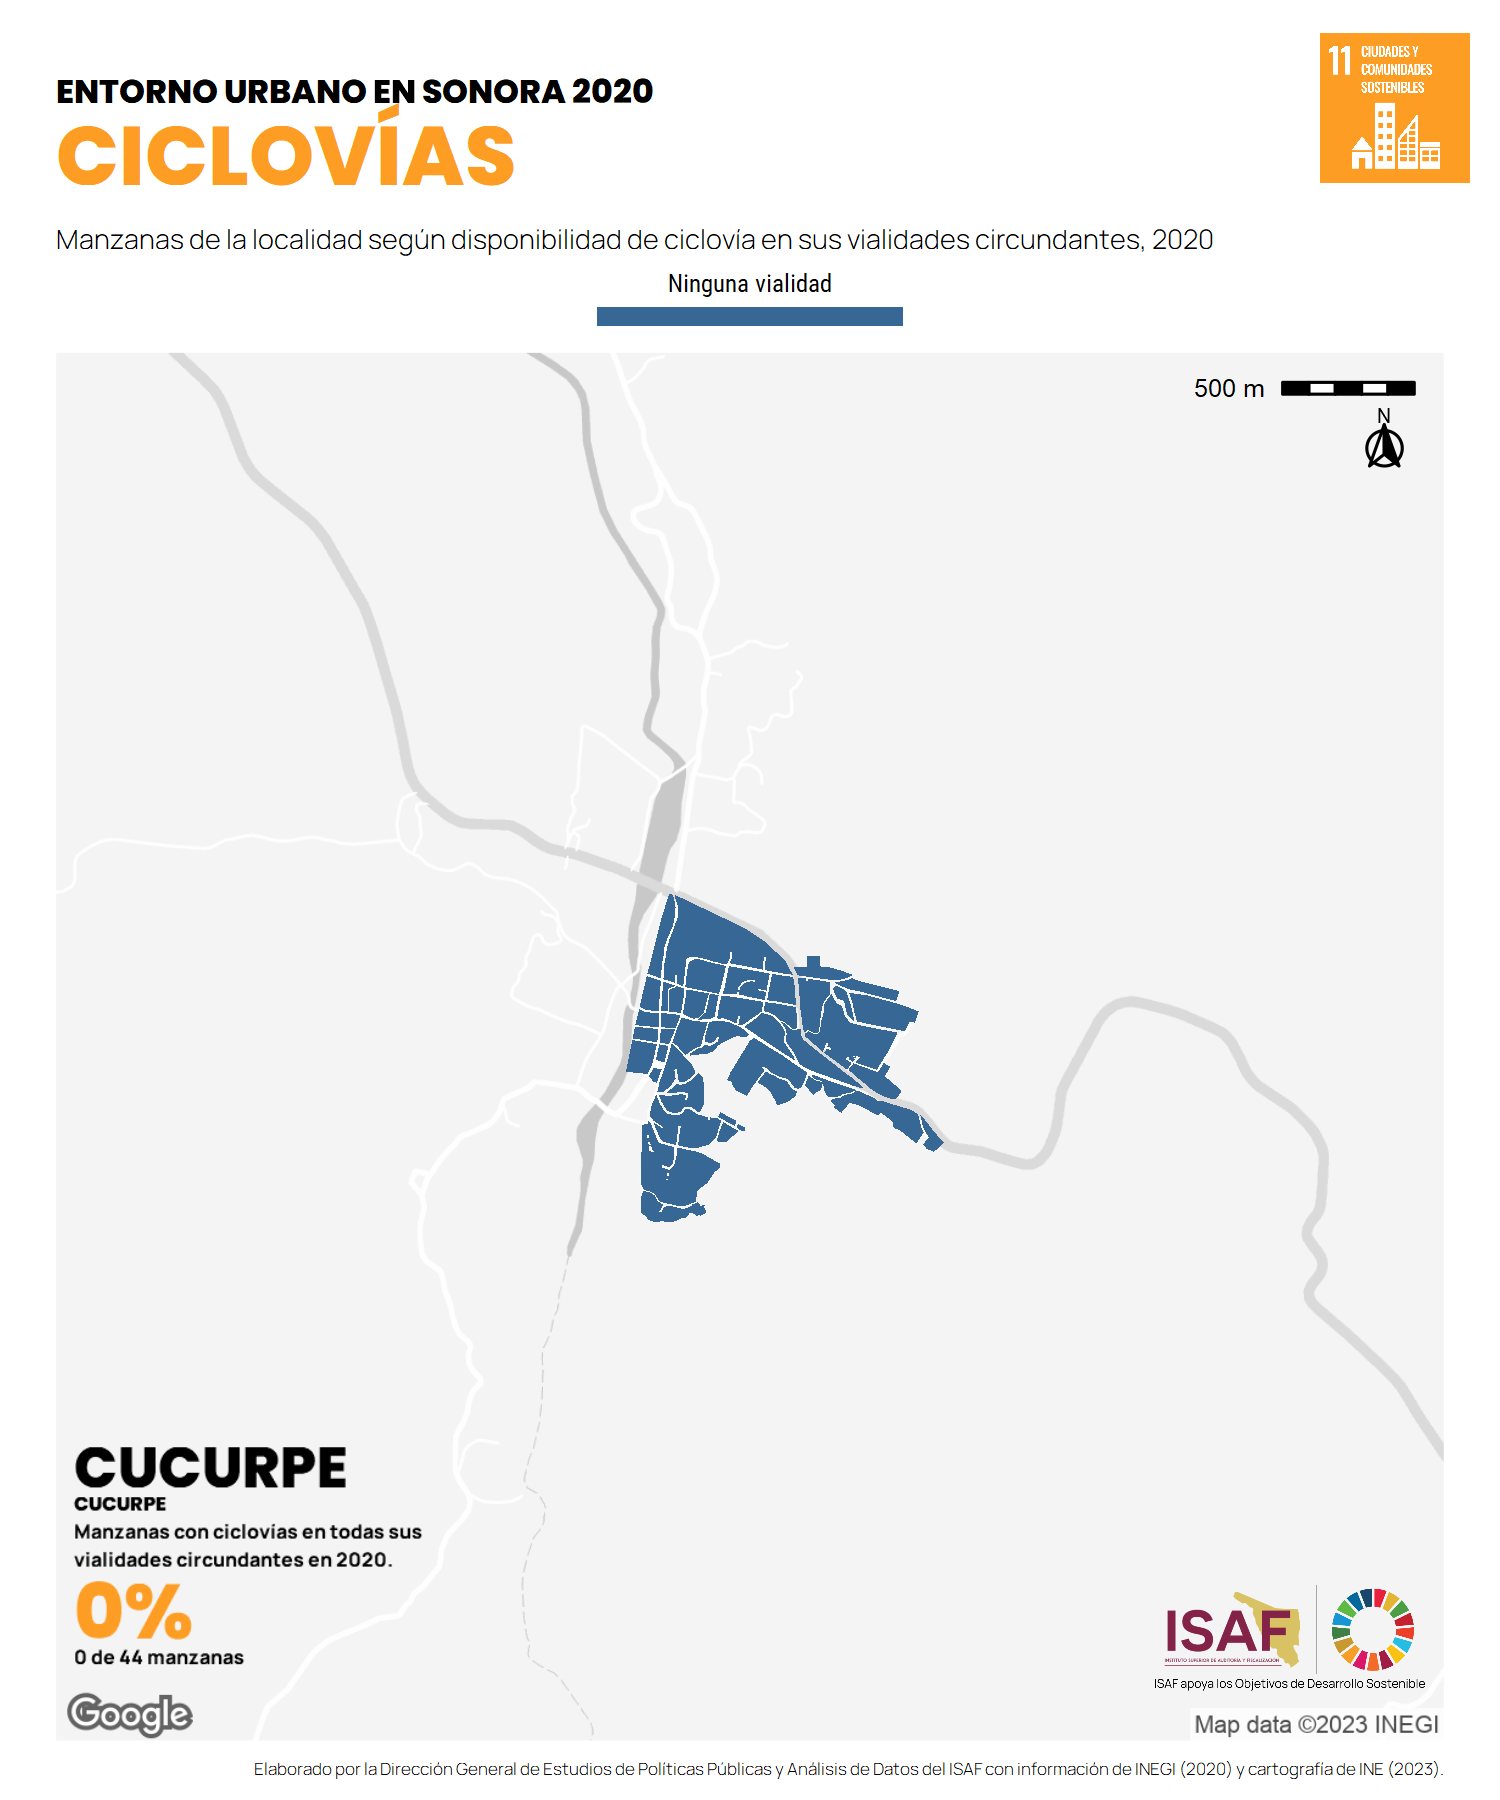 ENTORNO URBANO EN SONORA 2020
CICLOVÍAS
11 CIUDADES Y
COMUNIDADES
SOSTENIBLES
Manzanas de la localidad según disponibilidad de ciclovía en sus vialidades circundantes, 2020
Ninguna vialidad
500 m
N
CUCURPE
CUCURPE
Manzanas con ciclovias en todas sus
vialidades circundantes en 2020.
0%
0 de 44 manzanas
Google
ISAF
INSTITUTO SUPERIOR DE AUDITORÍA Y FISCALIZACIÓN
ISAF apoya los Objetivos de Desarrollo Sostenible
Map data ©2023 INEGI
Elaborado por la Dirección General de Estudios de Políticas Públicas y Análisis de Datos del ISAF con información de INEGI (2020) y cartografía de INE (2023).